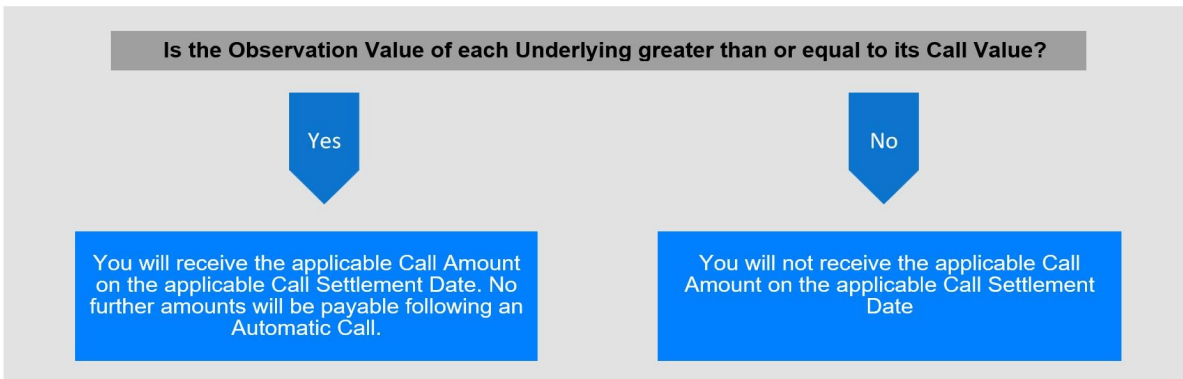 Is the Observation Value of each Underlying greater than or equal to its Call Value?
Yes
No
You will receive the applicable Call Amount
on the applicable Call Settlement Date. No
further amounts will be payable following an
Automatic Call.
You will not receive the applicable Call
Amount on the applicable Call Settlement
Date